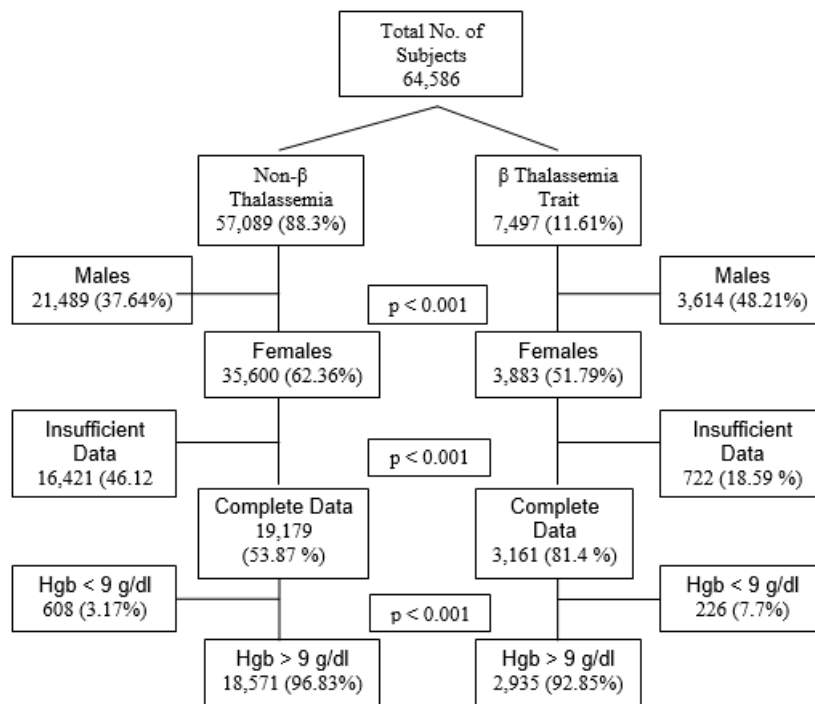 Total No. of
Subjects
64,586
Non-β
Thalassemia
57,089 (88.3%)
β Thalassemia
Trait
7,497 (11.61%)
Males
21,489 (37.64%)
p < 0.001
Males
3,614 (48.21%)
Females
35,600 (62.36%)
Females
3,883 (51.79%)
Insufficient
Data
16,421 (46.12
p < 0.001
Insufficient
Data
722 (18.59 %)
Complete Data
19,179
(53.87 %)
Complete
Data
3,161 (81.4 %)
Hgb < 9 g/dl
608 (3.17%)
p < 0.001
Hgb < 9 g/dl
226 (7.7%)
Hgb > 9 g/dl
18,571 (96.83%)
Hgb > 9 g/dl
2,935 (92.85%)